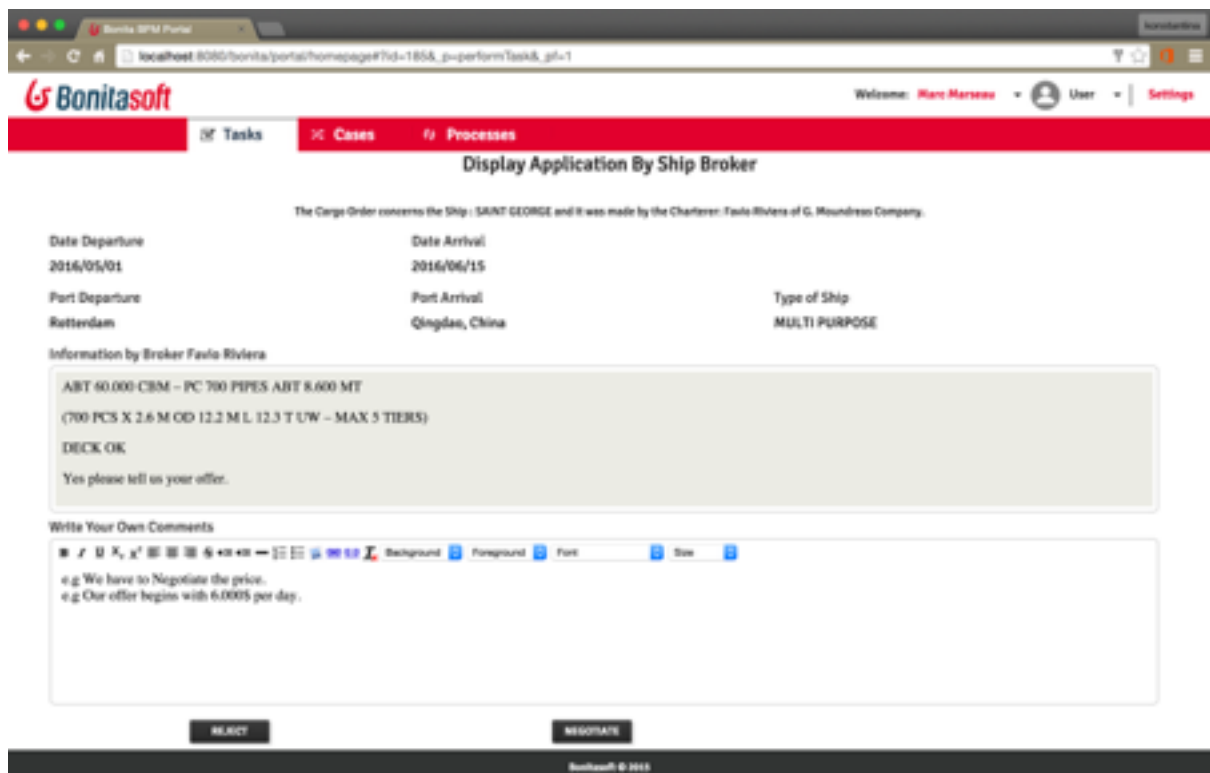 Bonita BPM Portal
konstantina
localhost:8080/bonita/portal/homepage#?id=185&_p=performTask&_pf=1
Bonitasoft
Welcome: Marc Marseau User Settings
Tasks Cases Processes
Display Application By Ship Broker
The Cargo Order concerns the Ship : SAINT GEORGE and it was made by the Charterer: Favio Riviera of G. Moundreas Company.
Date Departure Date Arrival
2016/05/01 2016/06/15
Port Departure Port Arrival Type of Ship
Rotterdam Qingdao, China MULTI PURPOSE
Information by Broker Favio Riviera
ABT 60.000 CBM – PC 700 PIPES ABT 8.600 MT
(700 PCS X 2.6 M OD 12.2 M L 12.3 T UW – MAX 5 TIERS)
DECK OK
Yes please tell us your offer.
Write Your Own Comments
Background Foreground Font Size
e.g We have to Negotiate the price.
e.g Our offer begins with 6.000$ per day.
REJECT NEGOTIATE
Bonitasoft © 2015